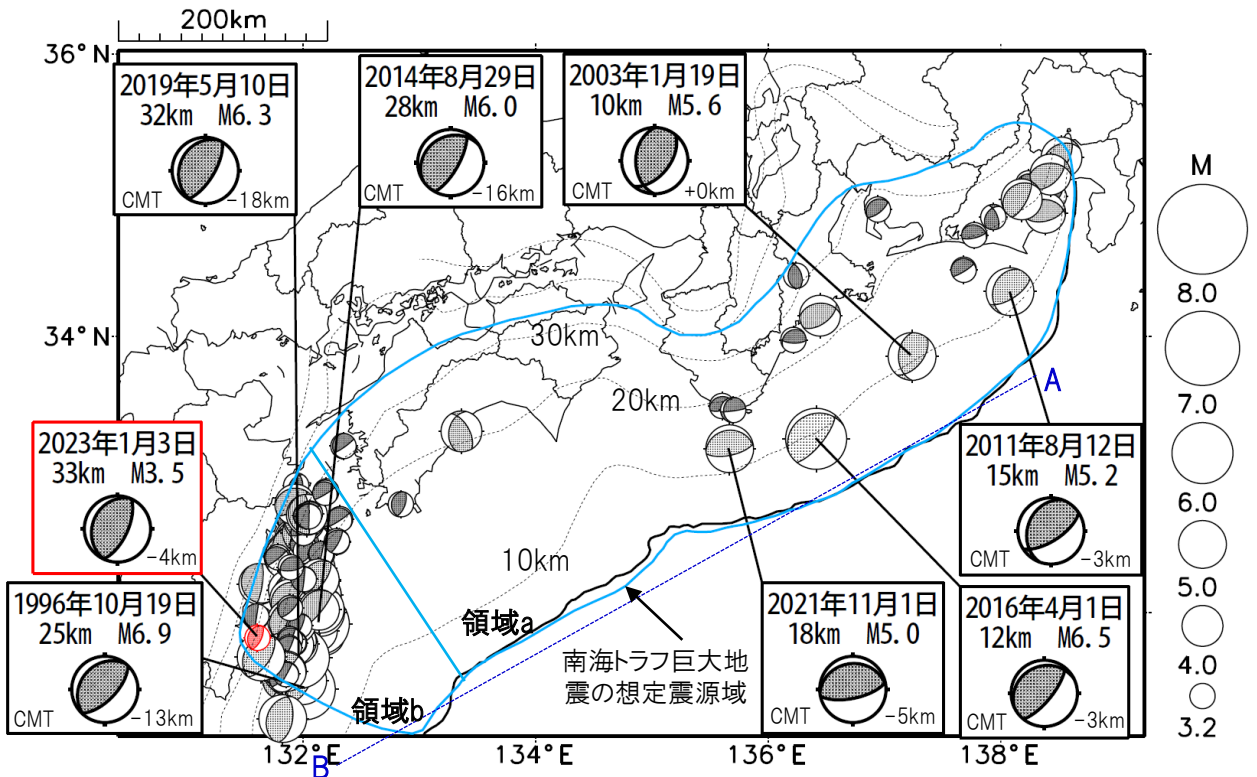 200km
36°N
2019年5月10日
32km M6.3
CMT
-18km
2014年8月29日
28km M6.0
CMT
-16km
2003年1月19日
10km M5.6
CMT
+0km
M
8.0
7.0
6.0
5.0
4.0
3.2
34°N
30km
20km
10km
A
2023年1月3日
33km M3.5
-4km
2011年8月12日
15km M5.2
CMT
-3km
1996年10月19日
25km M6.9
CMT
-13km
領域a
領域b
南海トラフ巨大地
震の想定震源域
2021年11月1日
18km M5.0
CMT
-5km
2016年4月1日
12km M6.5
CMT
-3km
B
132°E
134°E
136°E
138°E